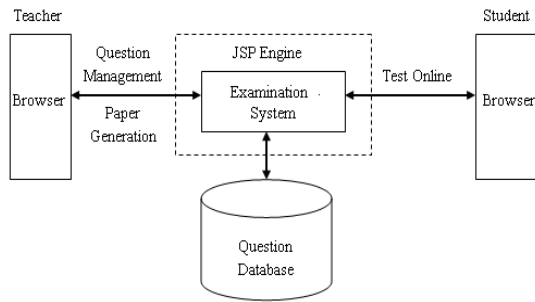 Teacher
Student
Question
Management
JSP Engine
Browser
Examination
System
Test Online
Browser
Paper
Generation
Question
Database